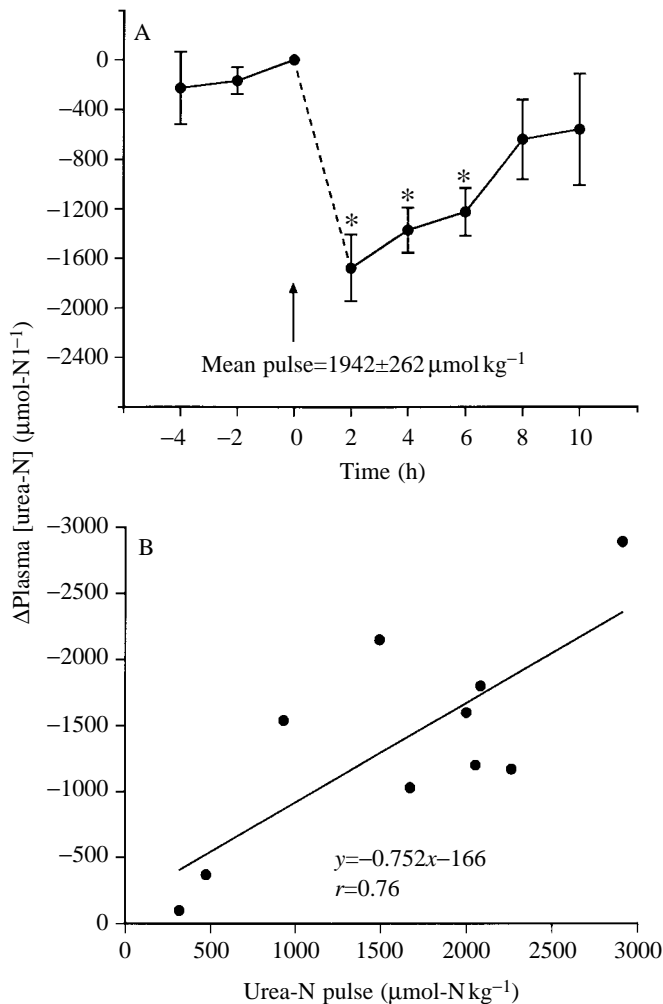 A
0
−400
−800
−1200
−1600
−2000
−2400
* * *
Mean pulse=1942±262 μmol kg⁻¹
−4 −2 0 2 4 6 8 10
Time (h)
ΔPlasma [urea-N] (μmol-N l⁻¹)
B
−3000
−2500
−2000
−1500
−1000
−500
0
y=−0.752x−166
r=0.76
0 500 1000 1500 2000 2500 3000
Urea-N pulse (μmol-N kg⁻¹)